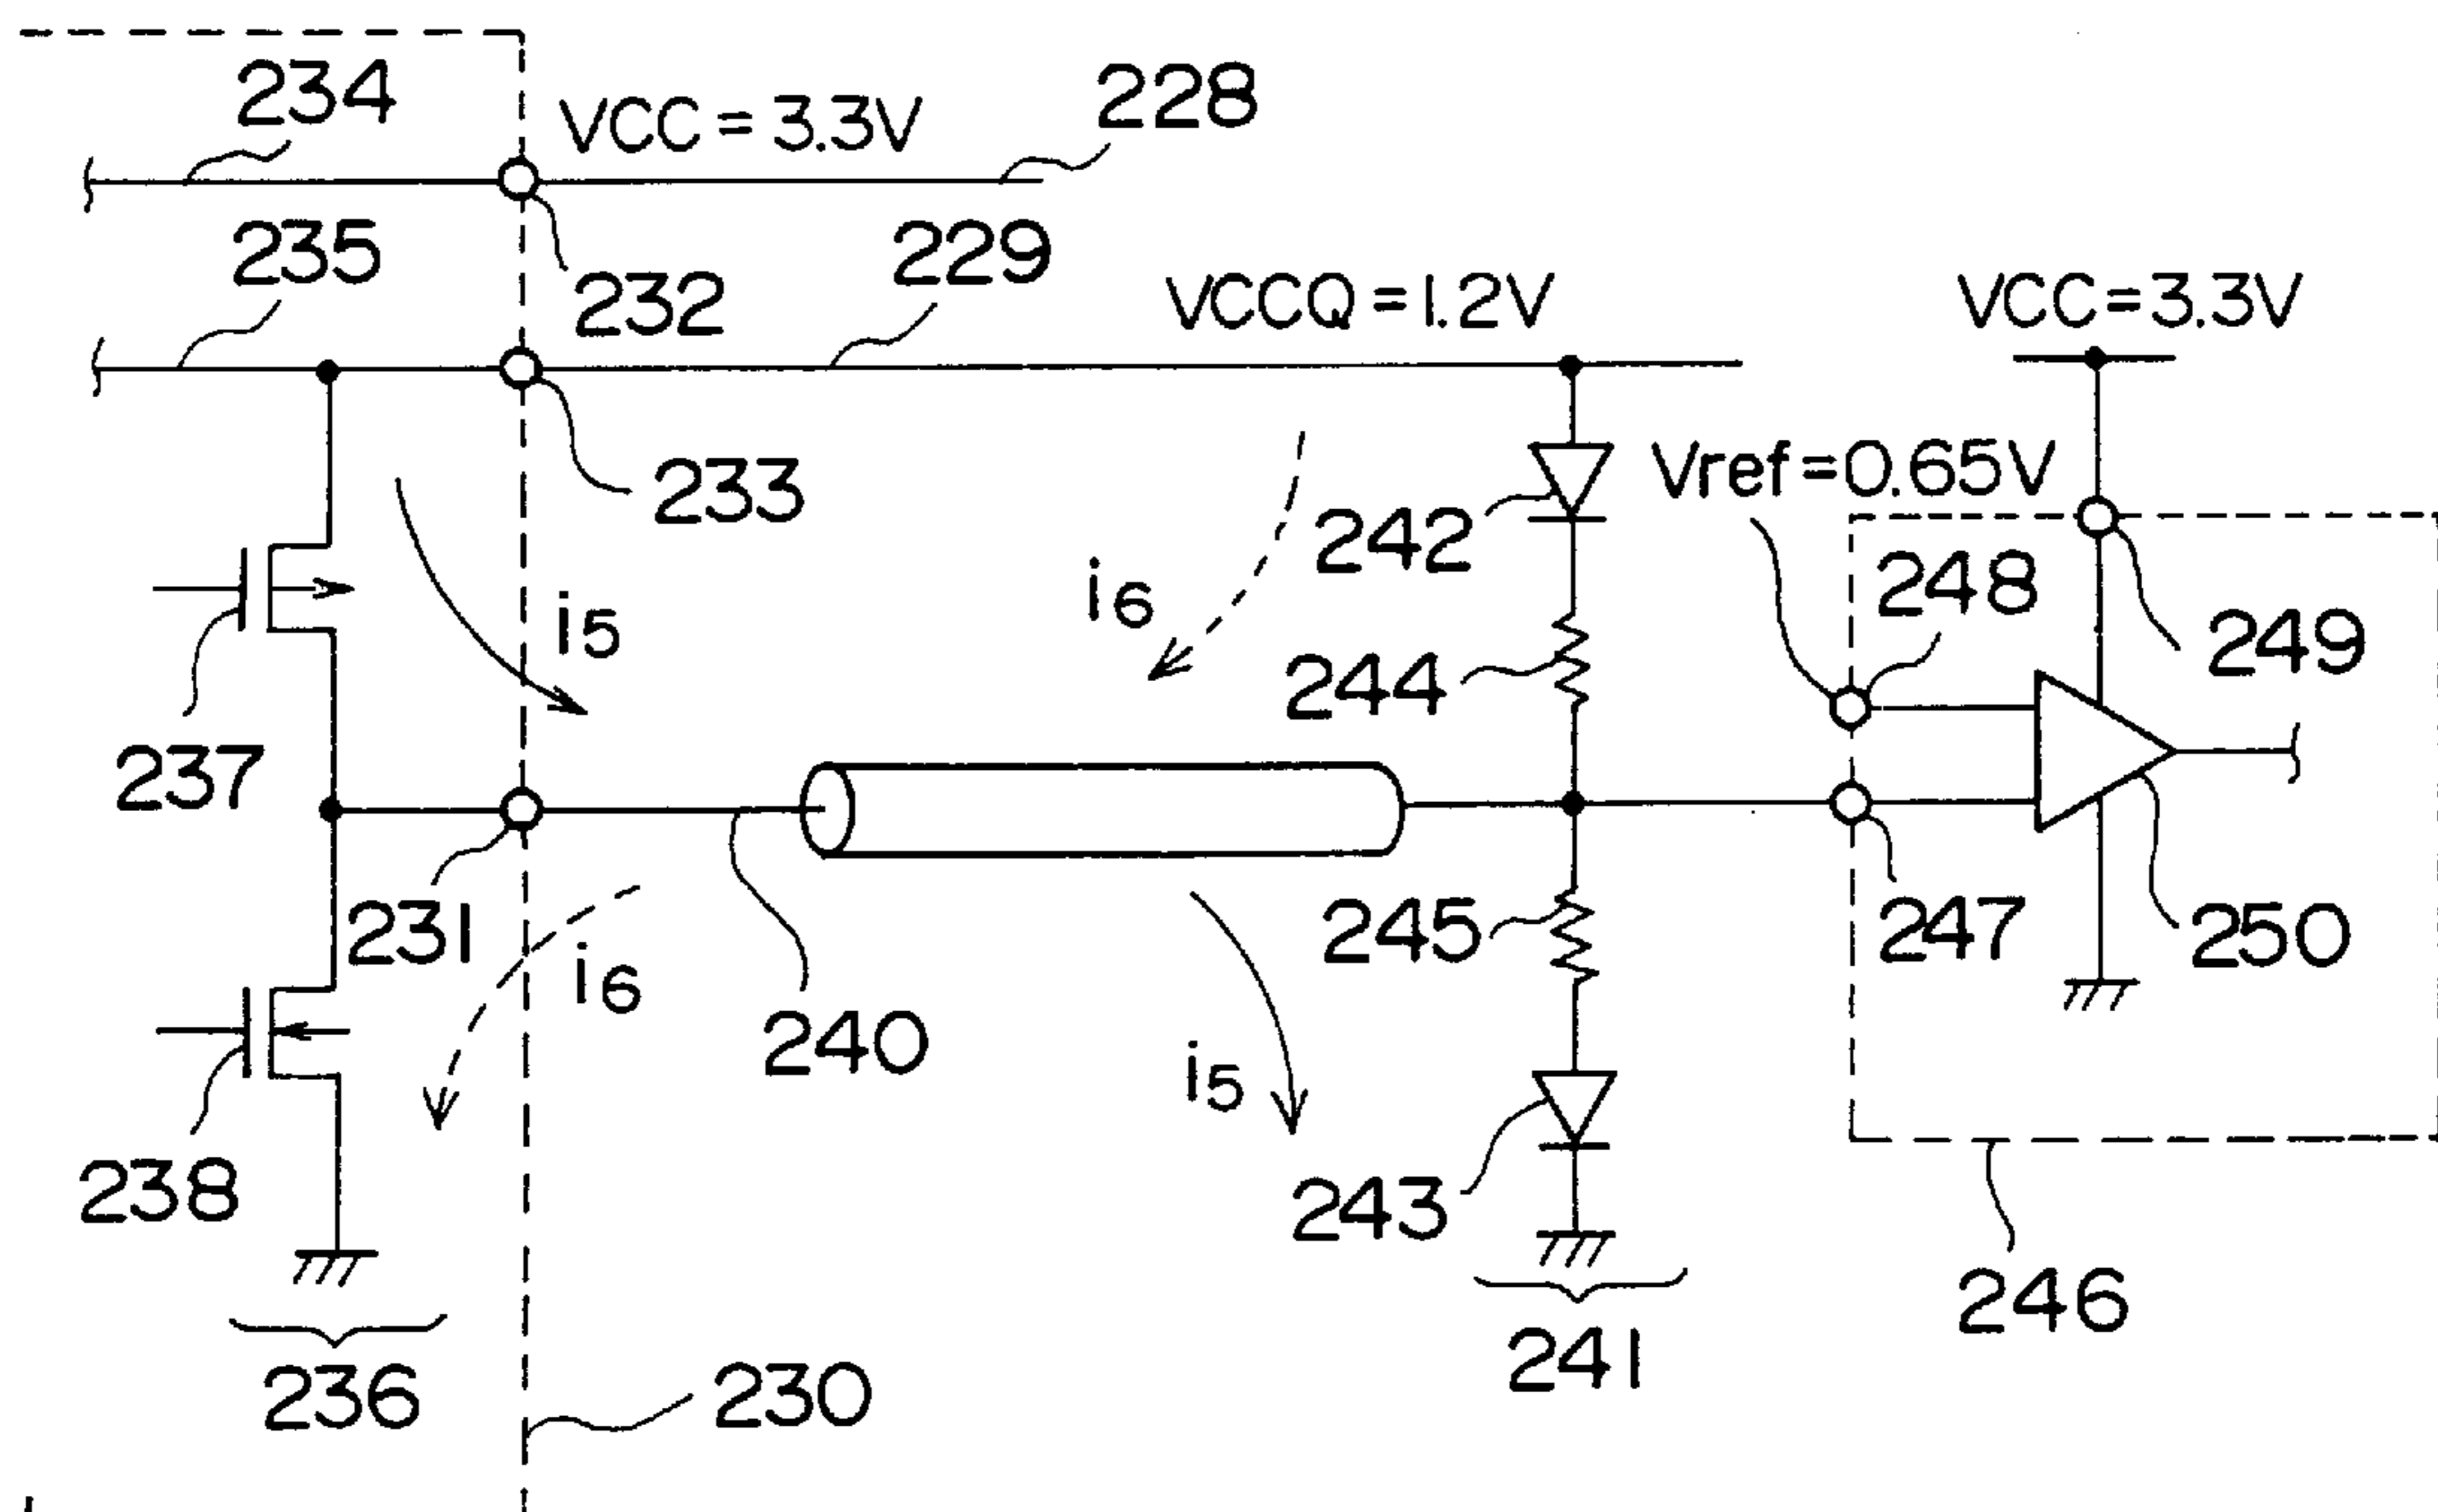 234
VCC = 3.3V
228
235
232
229
VCCQ = 1.2V
VCC = 3.3V
233
242
Vref = 0.65V
248
249
i5
i6
244
237
231
245
247
250
i6
240
i5
238
243
246
236
230
241